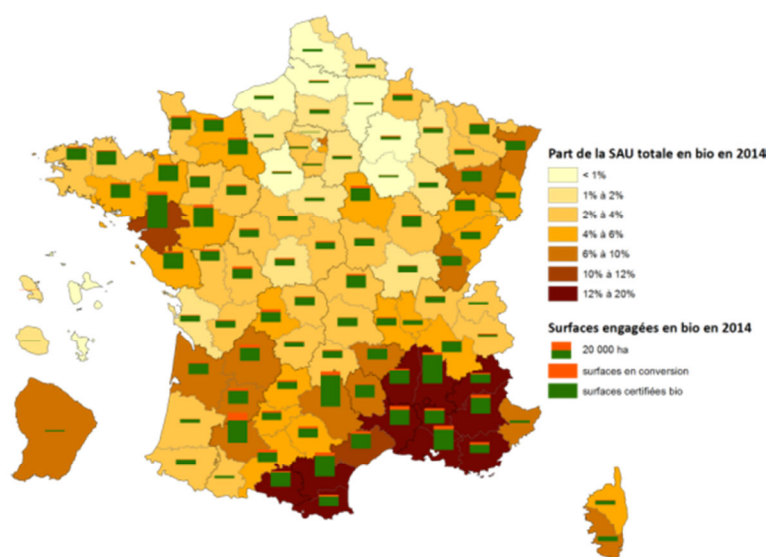 Part de la SAU totale en bio en 2014
< 1%
1% à 2%
2% à 4%
4% à 6%
6% à 10%
10% à 12%
12% à 20%
Surfaces engagées en bio en 2014
20 000 ha
surfaces en conversion
surfaces certifiées bio